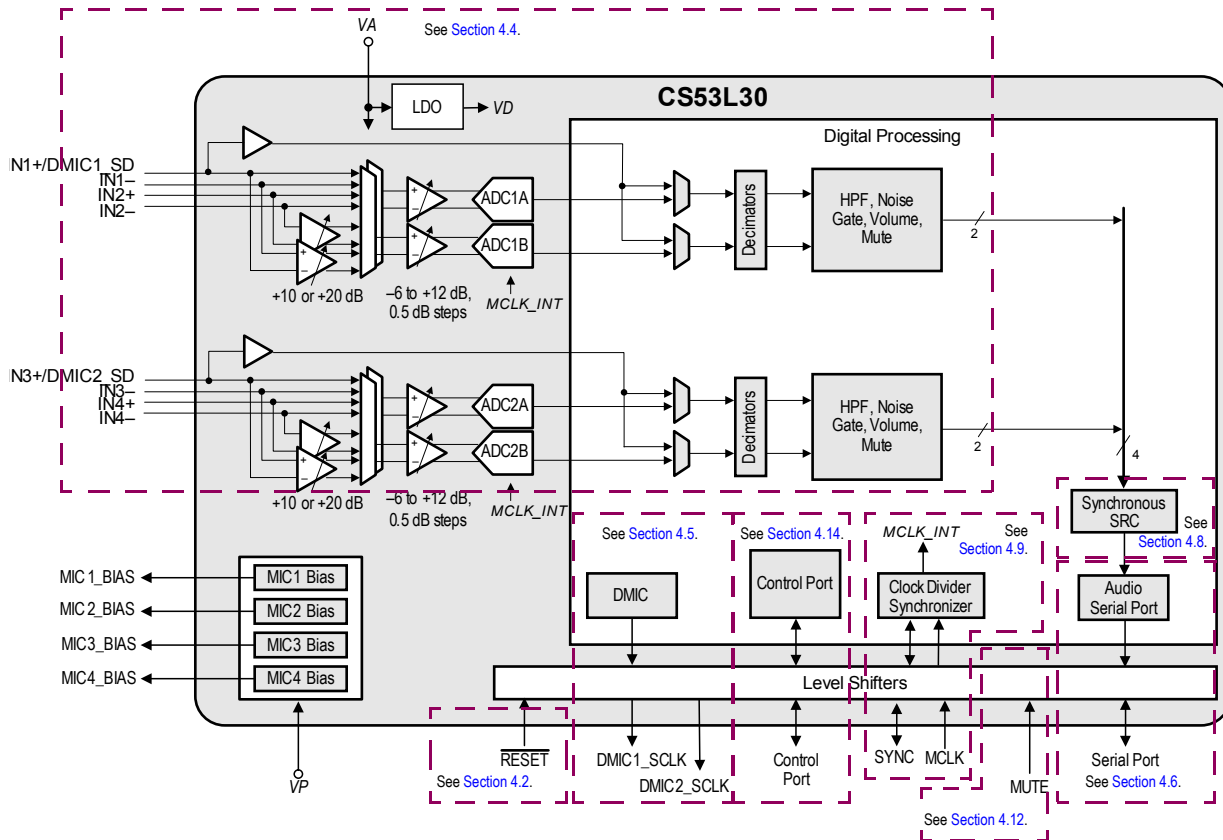 VA
See Section 4.4.
CS53L30
LDO
VD
Digital Processing
IN1+/DMIC1_SD
IN1–
IN2+
IN2–
ADC1A
ADC1B
+
–
+
–
+
–
Decimators
HPF, Noise
Gate, Volume,
Mute
2
+10 or +20 dB
–6 to +12 dB,
0.5 dB steps
MCLK_INT
IN3+/DMIC2_SD
IN3–
IN4+
IN4–
ADC2A
ADC2B
+
–
+
–
+
–
Decimators
HPF, Noise
Gate, Volume,
Mute
2
4
+10 or +20 dB
–6 to +12 dB,
0.5 dB steps
MCLK_INT
Synchronous
SRC
See
Section 4.8.
See Section 4.5.
See Section 4.14.
MCLK_INT
See
Section 4.9.
MIC1_BIAS
MIC2_BIAS
MIC3_BIAS
MIC4_BIAS
MIC1 Bias
MIC2 Bias
MIC3 Bias
MIC4 Bias
DMIC
Control Port
Clock Divider
Synchronizer
Audio
Serial Port
Level Shifters
RESET
See Section 4.2.
DMIC1_SCLK
DMIC2_SCLK
Control
Port
SYNC
MCLK
MUTE
Serial Port
See Section 4.6.
See Section 4.12.
VP